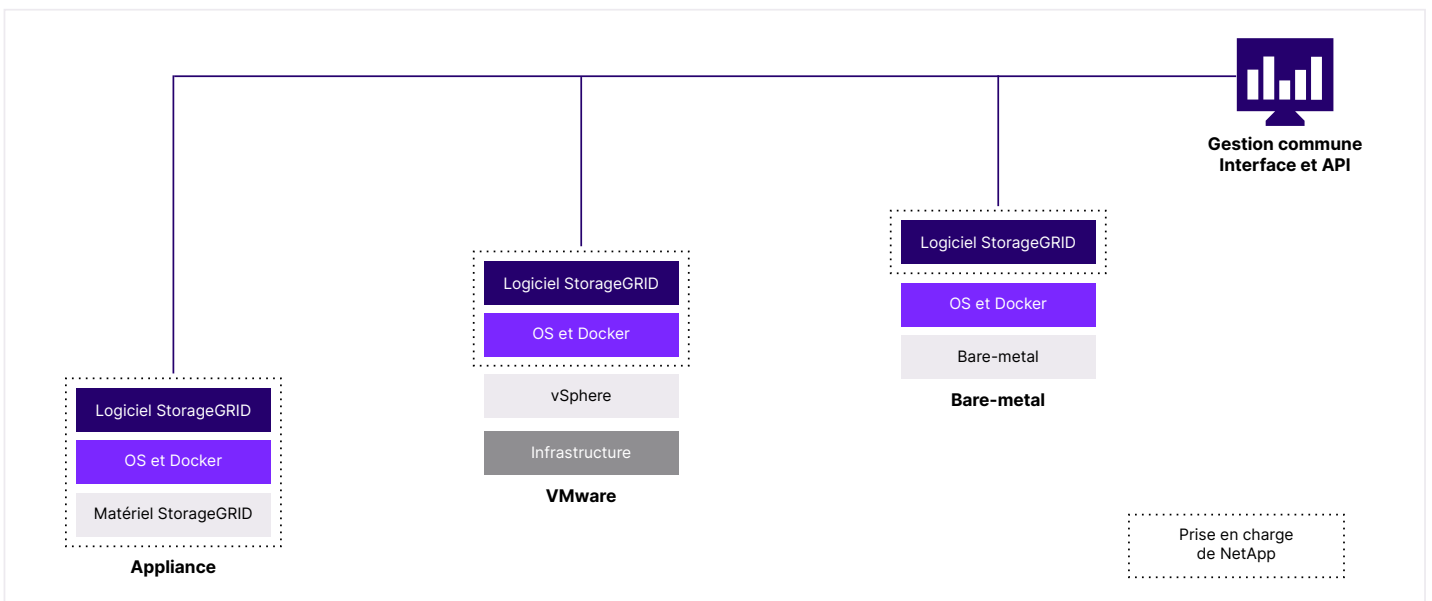 Gestion commune
Interface et API
Logiciel StorageGRID
OS et Docker
Matériel StorageGRID
Appliance
Logiciel StorageGRID
OS et Docker
vSphere
Infrastructure
VMware
Logiciel StorageGRID
OS et Docker
Bare-metal
Bare-metal
Prise en charge
de NetApp